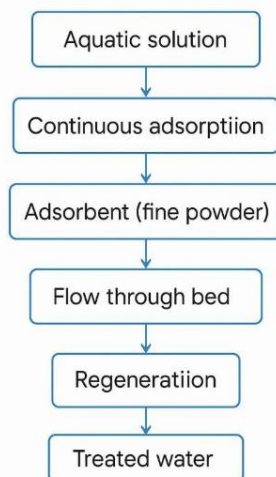 Aquatic solution
Continuous adsorptiion
Adsorbent (fine powder)
Flow through bed
Regeneratiion
Treated water